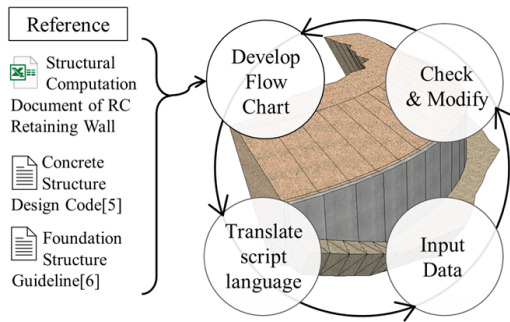 Reference
Structural
Computation
Document of RC
Retaining Wall
Concrete
Structure
Design Code[5]
Foundation
Structure
Guideline[6]
Develop
Flow
Chart
Check
& Modify
Translate
script
language
Input
Data